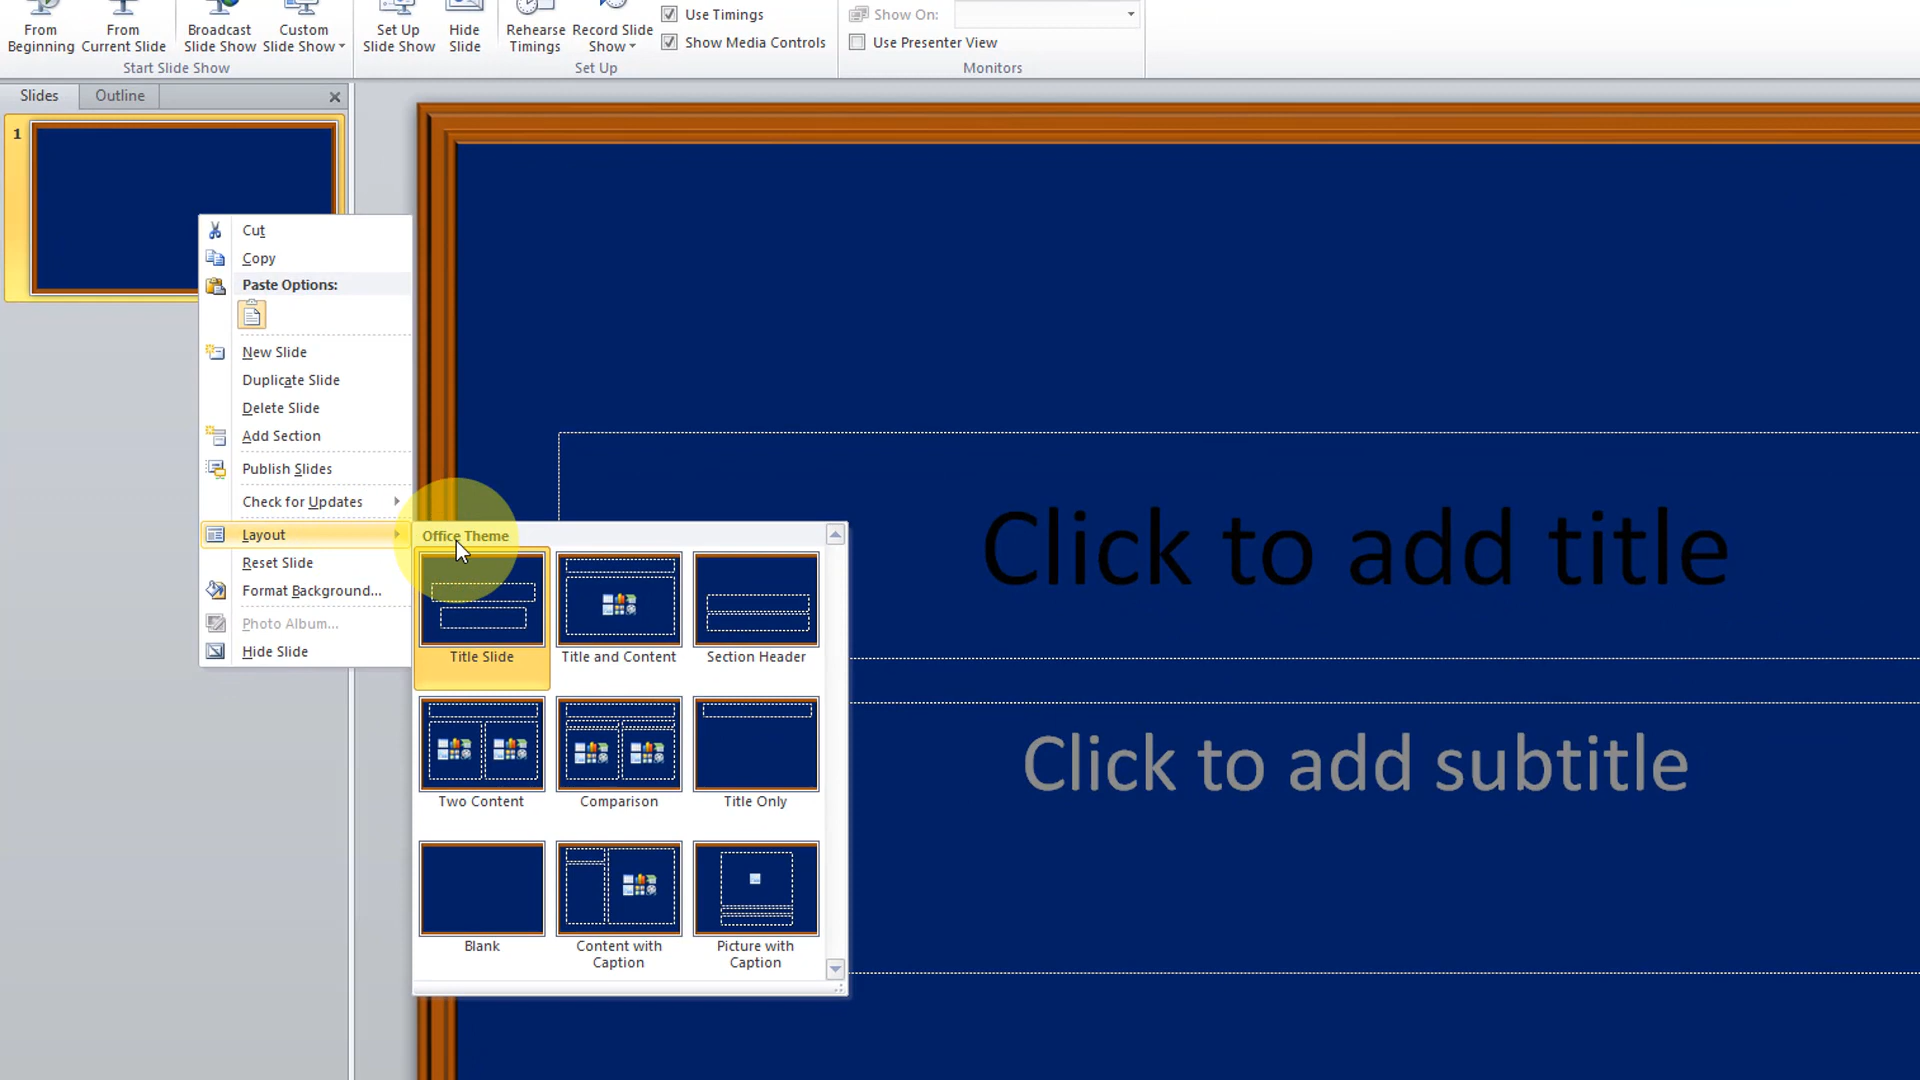 From Beginning
From Current Slide
Broadcast Slide Show
Custom Slide Show
Start Slide Show
Set Up Slide Show
Hide Slide
Rehearse Timings
Record Slide Show
Use Timings
Show Media Controls
Set Up
Show On:
Use Presenter View
Monitors
Slides
Outline
1
Cut
Copy
Paste Options:
New Slide
Duplicate Slide
Delete Slide
Add Section
Publish Slides
Check for Updates
Layout
Reset Slide
Format Background...
Photo Album...
Hide Slide
Office Theme
Title Slide
Title and Content
Section Header
Two Content
Comparison
Title Only
Blank
Content with Caption
Picture with Caption
Click to add title
Click to add subtitle